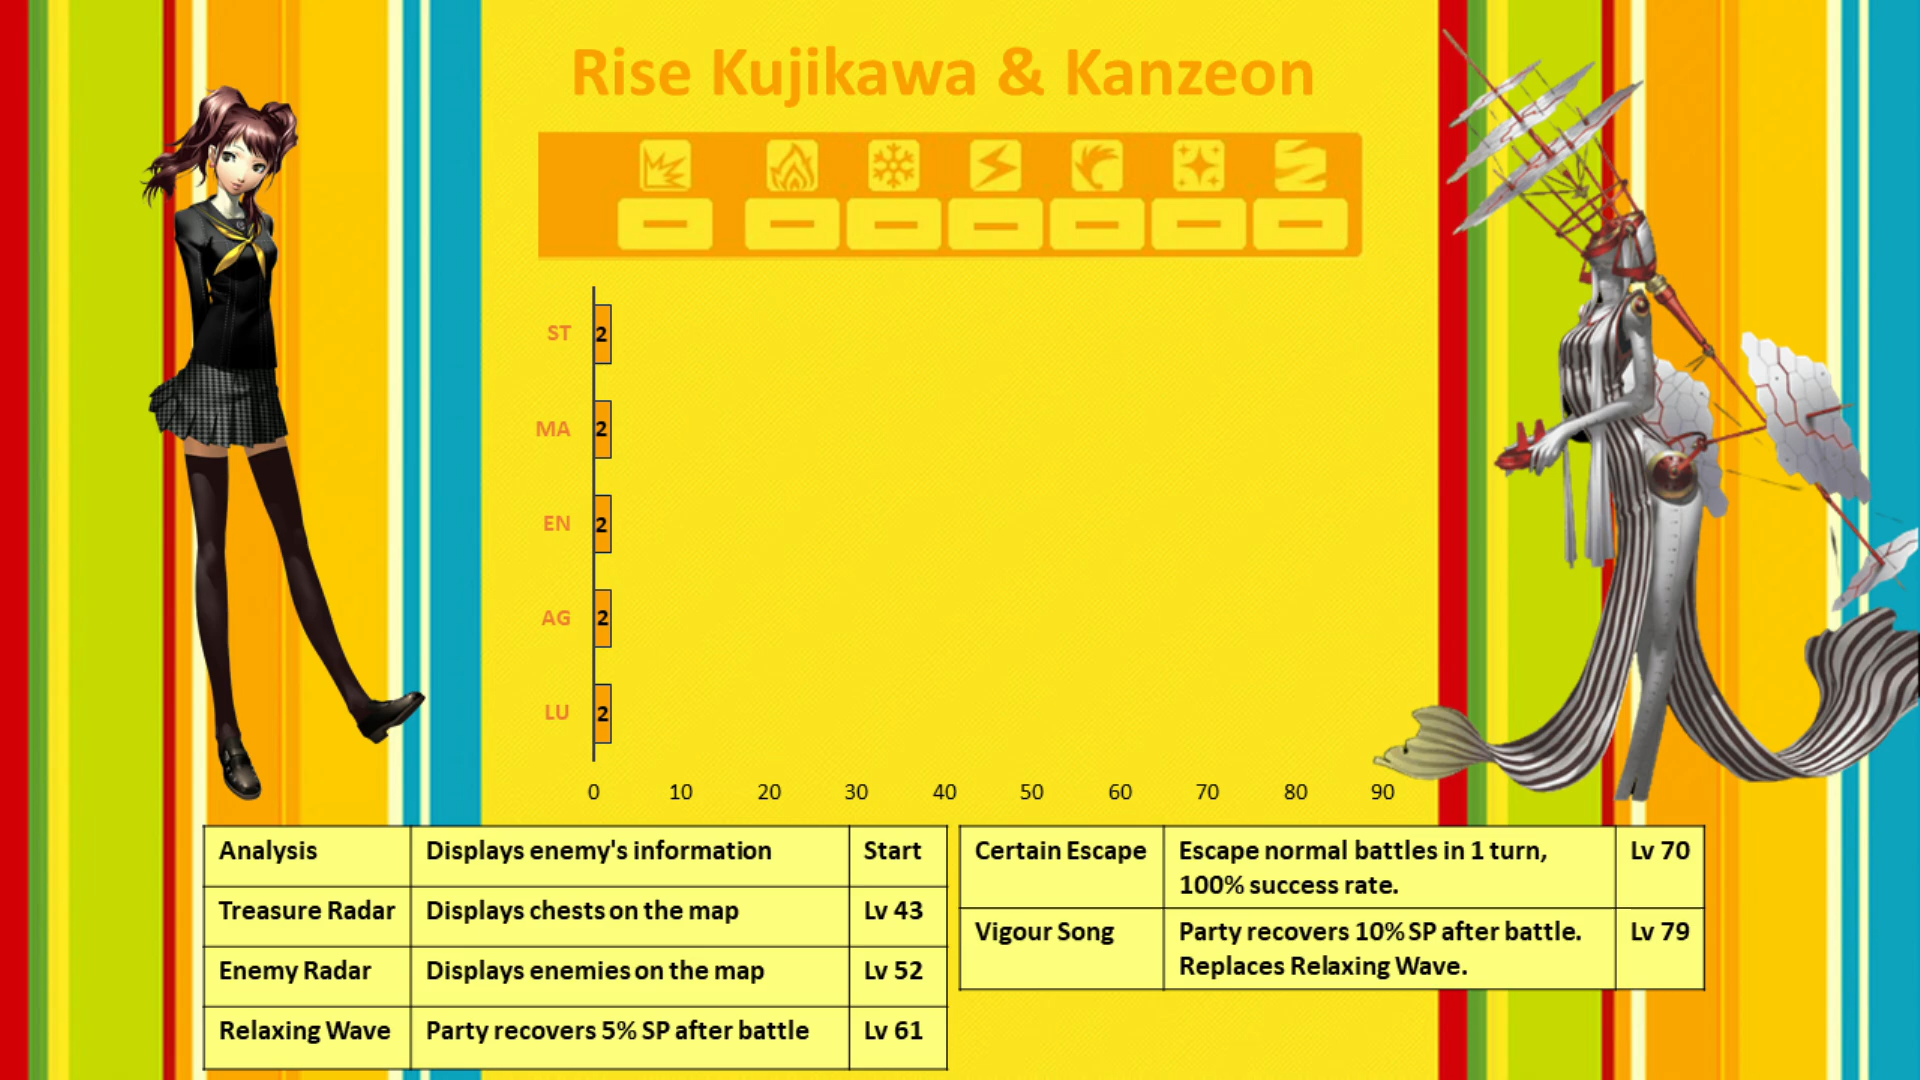 Rise Kujikawa & Kanzeon
ST 2
MA 2
EN 2
AG 2
LU 2
0 10 20 30 40 50 60 70 80 90
Analysis Displays enemy's information Start
Treasure Radar Displays chests on the map Lv 43
Enemy Radar Displays enemies on the map Lv 52
Relaxing Wave Party recovers 5% SP after battle Lv 61
Certain Escape Escape normal battles in 1 turn, Lv 70
100% success rate.
Vigour Song Party recovers 10% SP after battle. Lv 79
Replaces Relaxing Wave.